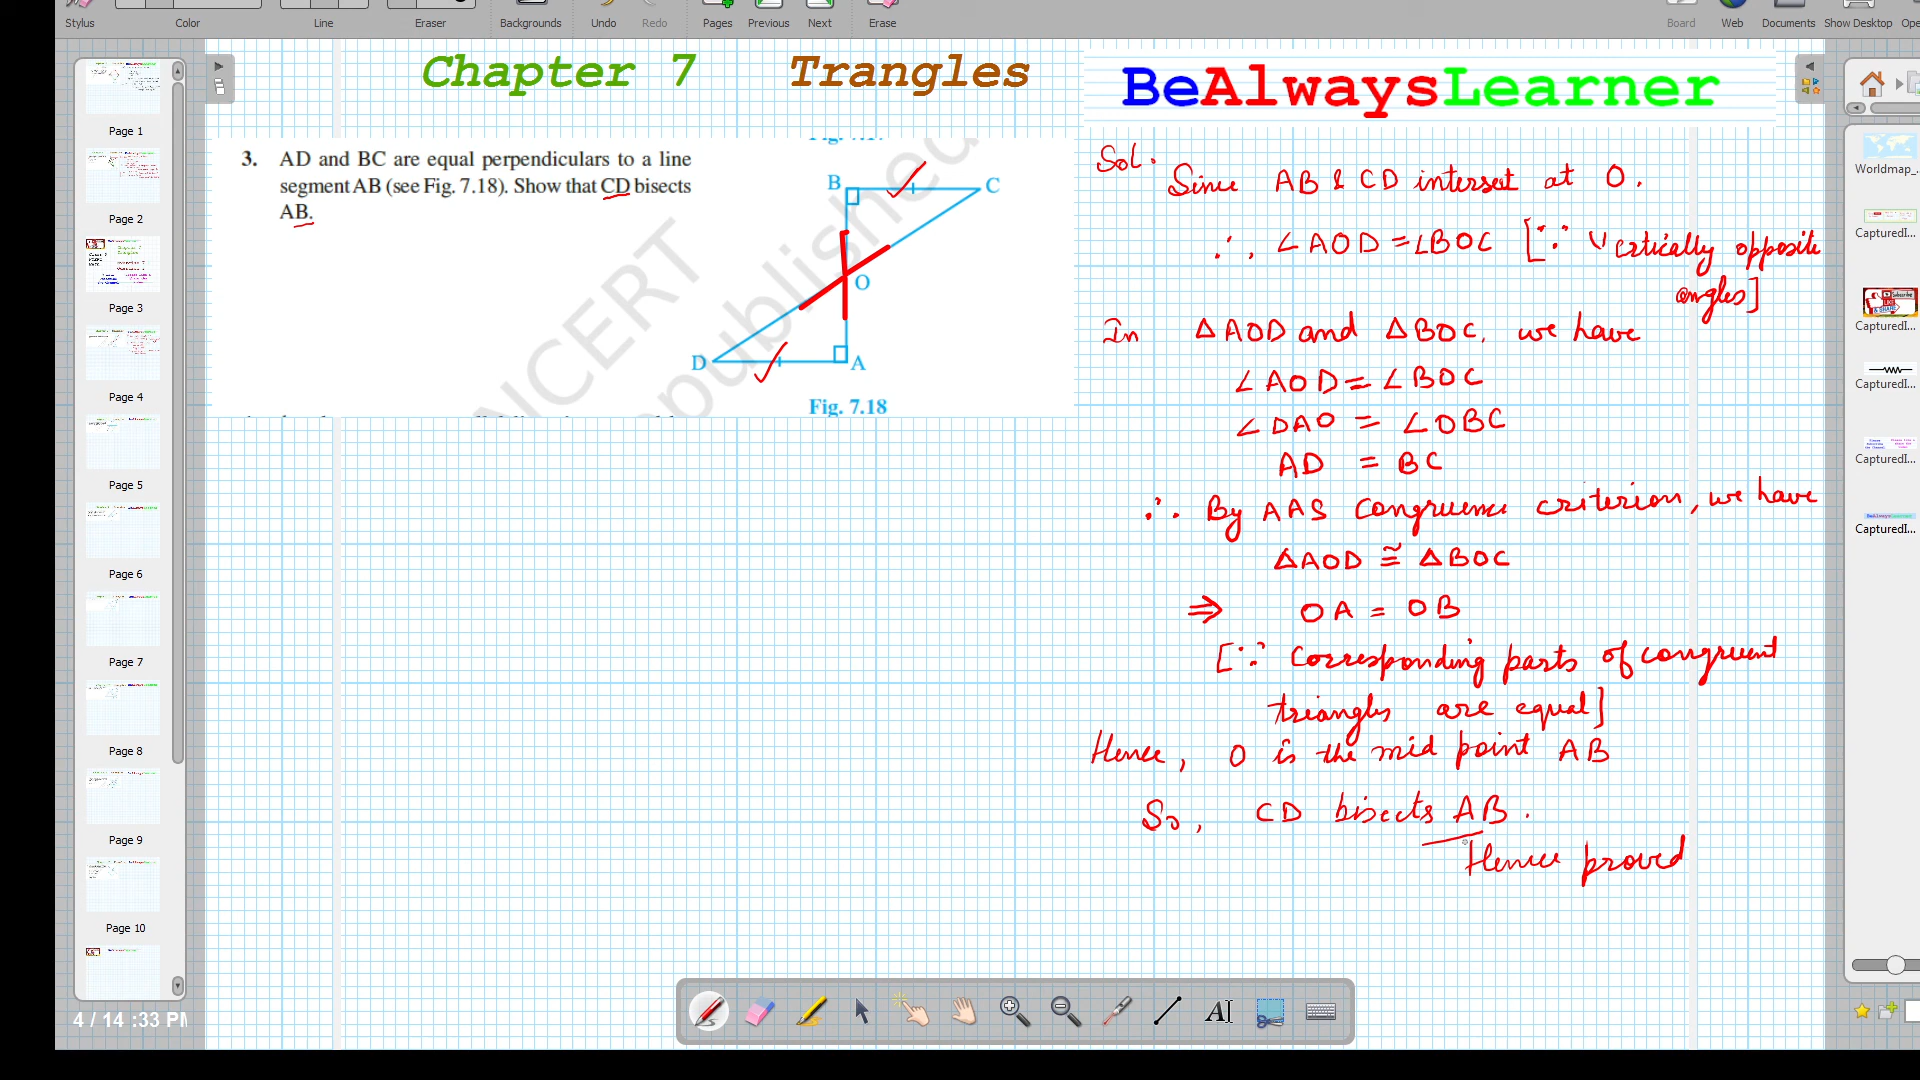 Stylus Color Line Eraser Backgrounds Undo Redo Pages Previous Next Erase Board Web Documents Show Desktop
Chapter 7 Trangles
BeAlwaysLearner
3. AD and BC are equal perpendiculars to a line
segment AB (see Fig. 7.18). Show that CD bisects
AB.
B
C
O
D
A
Fig. 7.18
NCERT
republished
Sol.
Since AB & CD intersect at O.
∴ ∠AOD = ∠BOC [∵ Vertically opposite
angles]
In △AOD and △BOC, we have
∠AOD = ∠BOC
∠DAO = ∠OBC
AD = BC
∴ By AAS Congruence criterion, we have
△AOD ≅ △BOC
⇒ OA = OB
[∵ Corresponding parts of congruent
triangles are equal]
Hence, O is the mid point AB
So, CD bisects AB.
Hence proved
Page 1
Page 2
Page 3
Page 4
Page 5
Page 6
Page 7
Page 8
Page 9
Page 10
4 / 14 :33 PM
Worldmap_...
CapturedI...
CapturedI...
CapturedI...
CapturedI...
CapturedI...